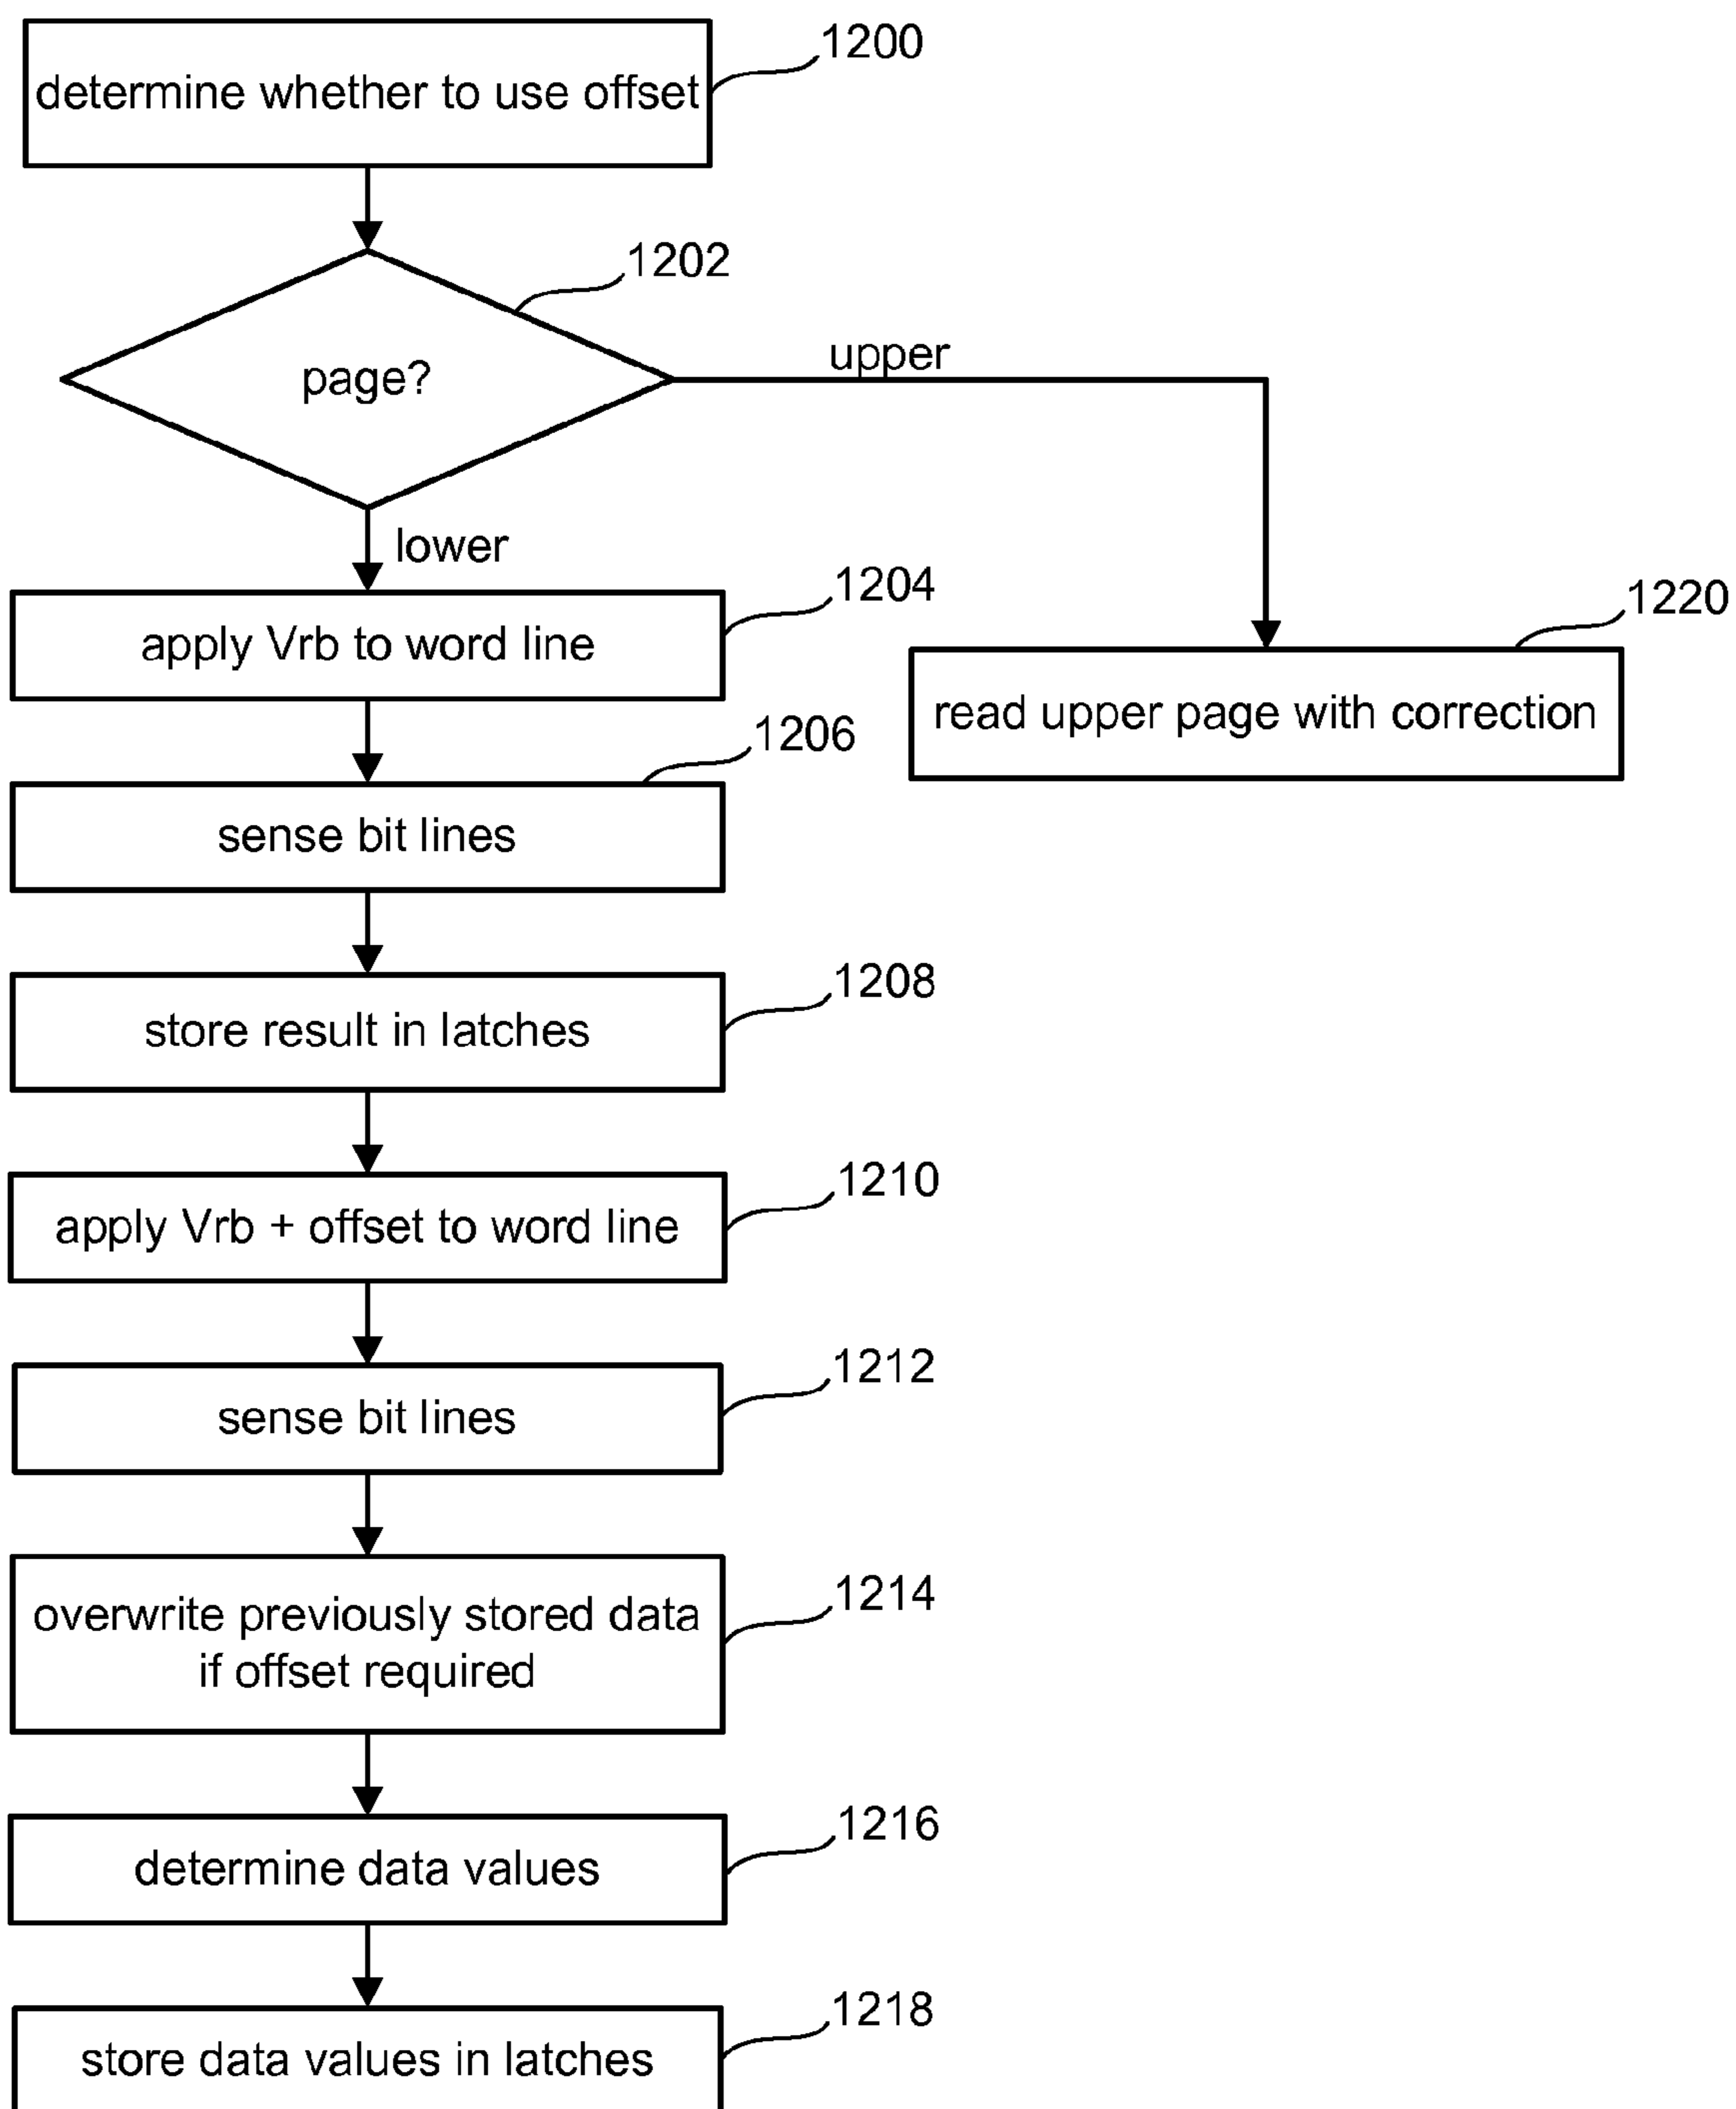 1200
determine whether to use offset
1202
page?
upper
lower
1204
apply Vrb to word line
1220
read upper page with correction
1206
sense bit lines
1208
store result in latches
1210
apply Vrb + offset to word line
1212
sense bit lines
1214
overwrite previously stored data
if offset required
1216
determine data values
1218
store data values in latches